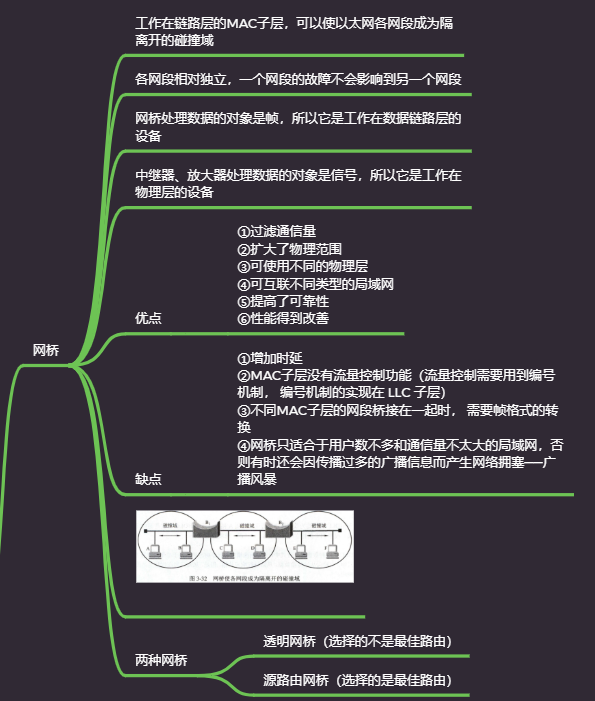 工作在链路层的MAC子层，可以使以太网各网段成为隔
离开的碰撞域
各网段相对独立，一个网段的故障不会影响到另一个网段
网桥处理数据的对象是帧，所以它是工作在数据链路层的
设备
中继器、放大器处理数据的对象是信号，所以它是工作在
物理层的设备
①过滤通信量
②扩大了物理范围
③可使用不同的物理层
④可互联不同类型的局域网
⑤提高了可靠性
⑥性能得到改善
优点
网桥
①增加时延
②MAC子层没有流量控制功能（流量控制需要用到编号
机制， 编号机制的实现在 LLC 子层）
③不同MAC子层的网段桥接在一起时， 需要帧格式的转
换
④网桥只适合于用户数不多和通信量不太大的局域网，否
则有时还会因传播过多的广播信息而产生网络拥塞——广
播风暴
缺点
碰撞域 B₁ 碰撞域 B₂ 碰撞域
A B C D E F
图 3-32 网桥使各网段成为隔离开的碰撞域
透明网桥（选择的不是最佳路由）
两种网桥
源路由网桥（选择的是最佳路由）